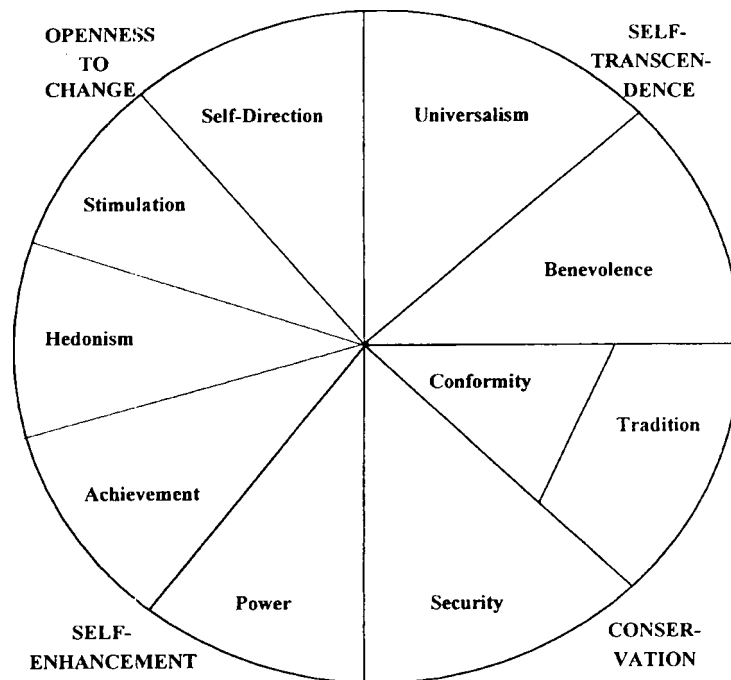 OPENNESS
TO
CHANGE
SELF-
TRANSCEN-
DENCE
Self-Direction
Universalism
Stimulation
Benevolence
Hedonism
Conformity
Tradition
Achievement
Power
Security
SELF-
ENHANCEMENT
CONSER-
VATION